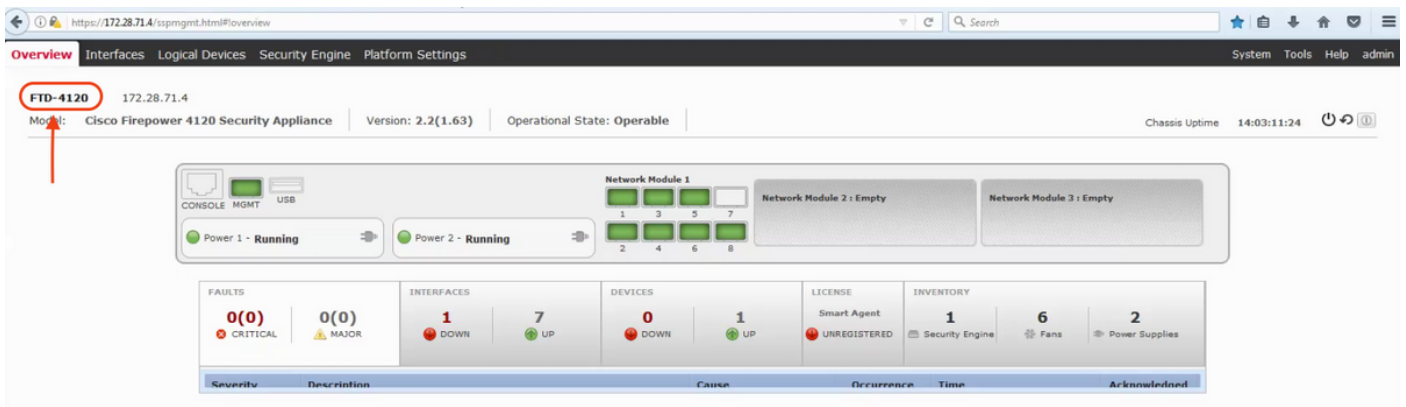 https://172.28.71.4/sspmgmt.html#!overview Search
Overview Interfaces Logical Devices Security Engine Platform Settings System Tools Help admin
FTD-4120 172.28.71.4
Model: Cisco Firepower 4120 Security Appliance Version: 2.2(1.63) Operational State: Operable Chassis Uptime 14:03:11:24
Network Module 1
CONSOLE MGMT USB
1 3 5 7
Network Module 2 : Empty
Network Module 3 : Empty
Power 1 - Running
Power 2 - Running
2 4 6 8
FAULTS INTERFACES DEVICES LICENSE INVENTORY
0(0) 0(0) 1 7 0 1 Smart Agent 1 6 2
CRITICAL MAJOR DOWN UP DOWN UP UNREGISTERED Security Engine Fans Power Supplies
Severity Description Cause Occurrence Time Acknowledged